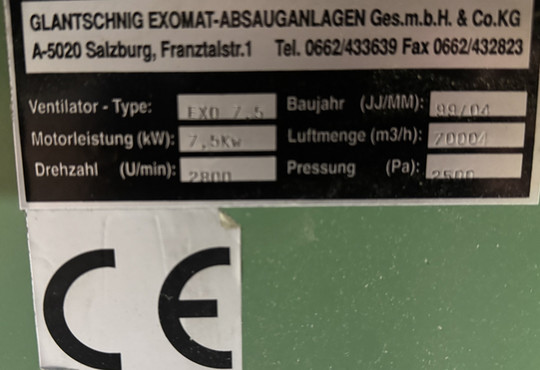 GLANTSCHNIG EXOMAT-ABSAUGANLAGEN Ges.m.b.H. & Co.KG
A-5020 Salzburg, Franztalstr.1 Tel. 0662/433639 Fax 0662/432823
Ventilator - Type: EXO 7,5 Baujahr (JJ/MM): 99/04
Motorleistung (kW): 7,5Kw Luftmenge (m3/h):
Drehzahl (U/min): 2800 Pressung (Pa): 2500
CE